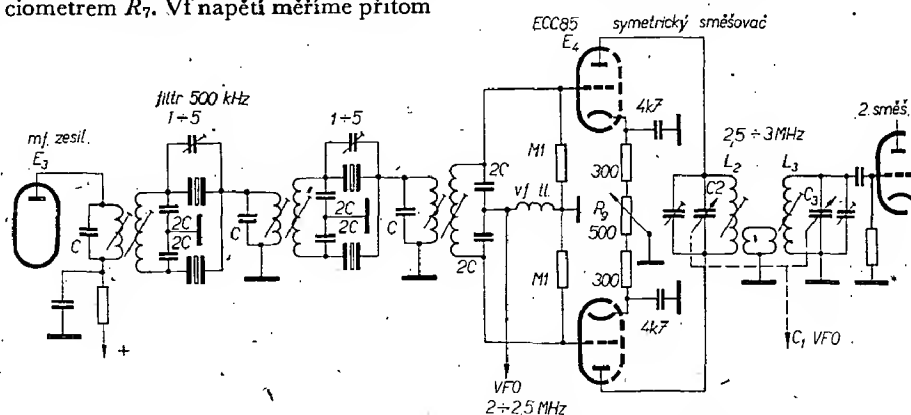 ciometrem R₇. Vf napětí měříme přitom
ECC85
E₄
symetrický směšovač
filtr 500 kHz
1÷5
1÷5
mf. zesil.
E₃
4k7
2. směš.
2,5 ÷ 3 MHz
M1
300
L₂
L₃
2C
C2
C₃
C
2C
2C
C
2C
2C
C
vf tl.
R₉
500
2C
M1
300
4k7
+
VFO
2 ÷ 2,5 MHz
C₁ VFO